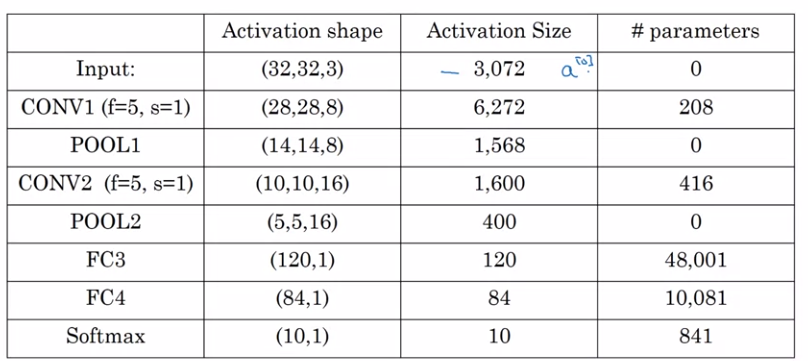 Activation shape Activation Size # parameters
Input: (32,32,3) – 3,072 a^[0] 0
CONV1 (f=5, s=1) (28,28,8) 6,272 208
POOL1 (14,14,8) 1,568 0
CONV2 (f=5, s=1) (10,10,16) 1,600 416
POOL2 (5,5,16) 400 0
FC3 (120,1) 120 48,001
FC4 (84,1) 84 10,081
Softmax (10,1) 10 841